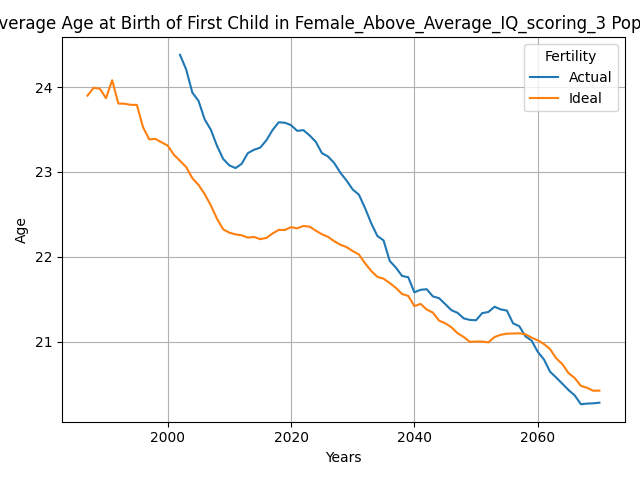 verage Age at Birth of First Child in Female_Above_Average_IQ_scoring_3 Pop
Fertility
Actual
Ideal
24
23
22
21
Age
2000
2020
2040
2060
Years